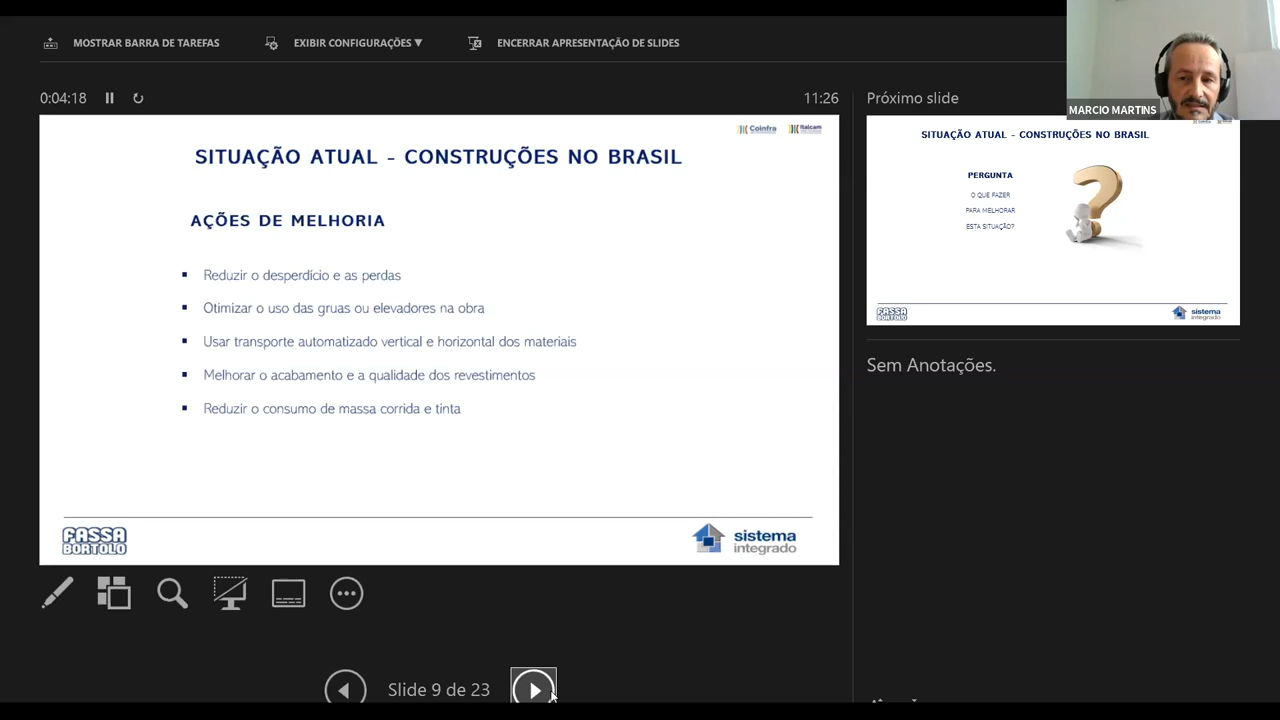 MOSTRAR BARRA DE TAREFAS
EXIBIR CONFIGURAÇÕES ▼
ENCERRAR APRESENTAÇÃO DE SLIDES
MARCIO MARTINS
0:04:18
11:26
Próximo slide
Coinfra
Italcam
SITUAÇÃO ATUAL - CONSTRUÇÕES NO BRASIL
AÇÕES DE MELHORIA
▪ Reduzir o desperdício e as perdas
▪ Otimizar o uso das gruas ou elevadores na obra
▪ Usar transporte automatizado vertical e horizontal dos materiais
▪ Melhorar o acabamento e a qualidade dos revestimentos
▪ Reduzir o consumo de massa corrida e tinta
FASSA
BORTOLO
sistema
integrado
SITUAÇÃO ATUAL - CONSTRUÇÕES NO BRASIL
PERGUNTA
O QUE FAZER
PARA MELHORAR
ESTA SITUAÇÃO?
FASSA
BORTOLO
sistema
integrado
Sem Anotações.
Slide 9 de 23